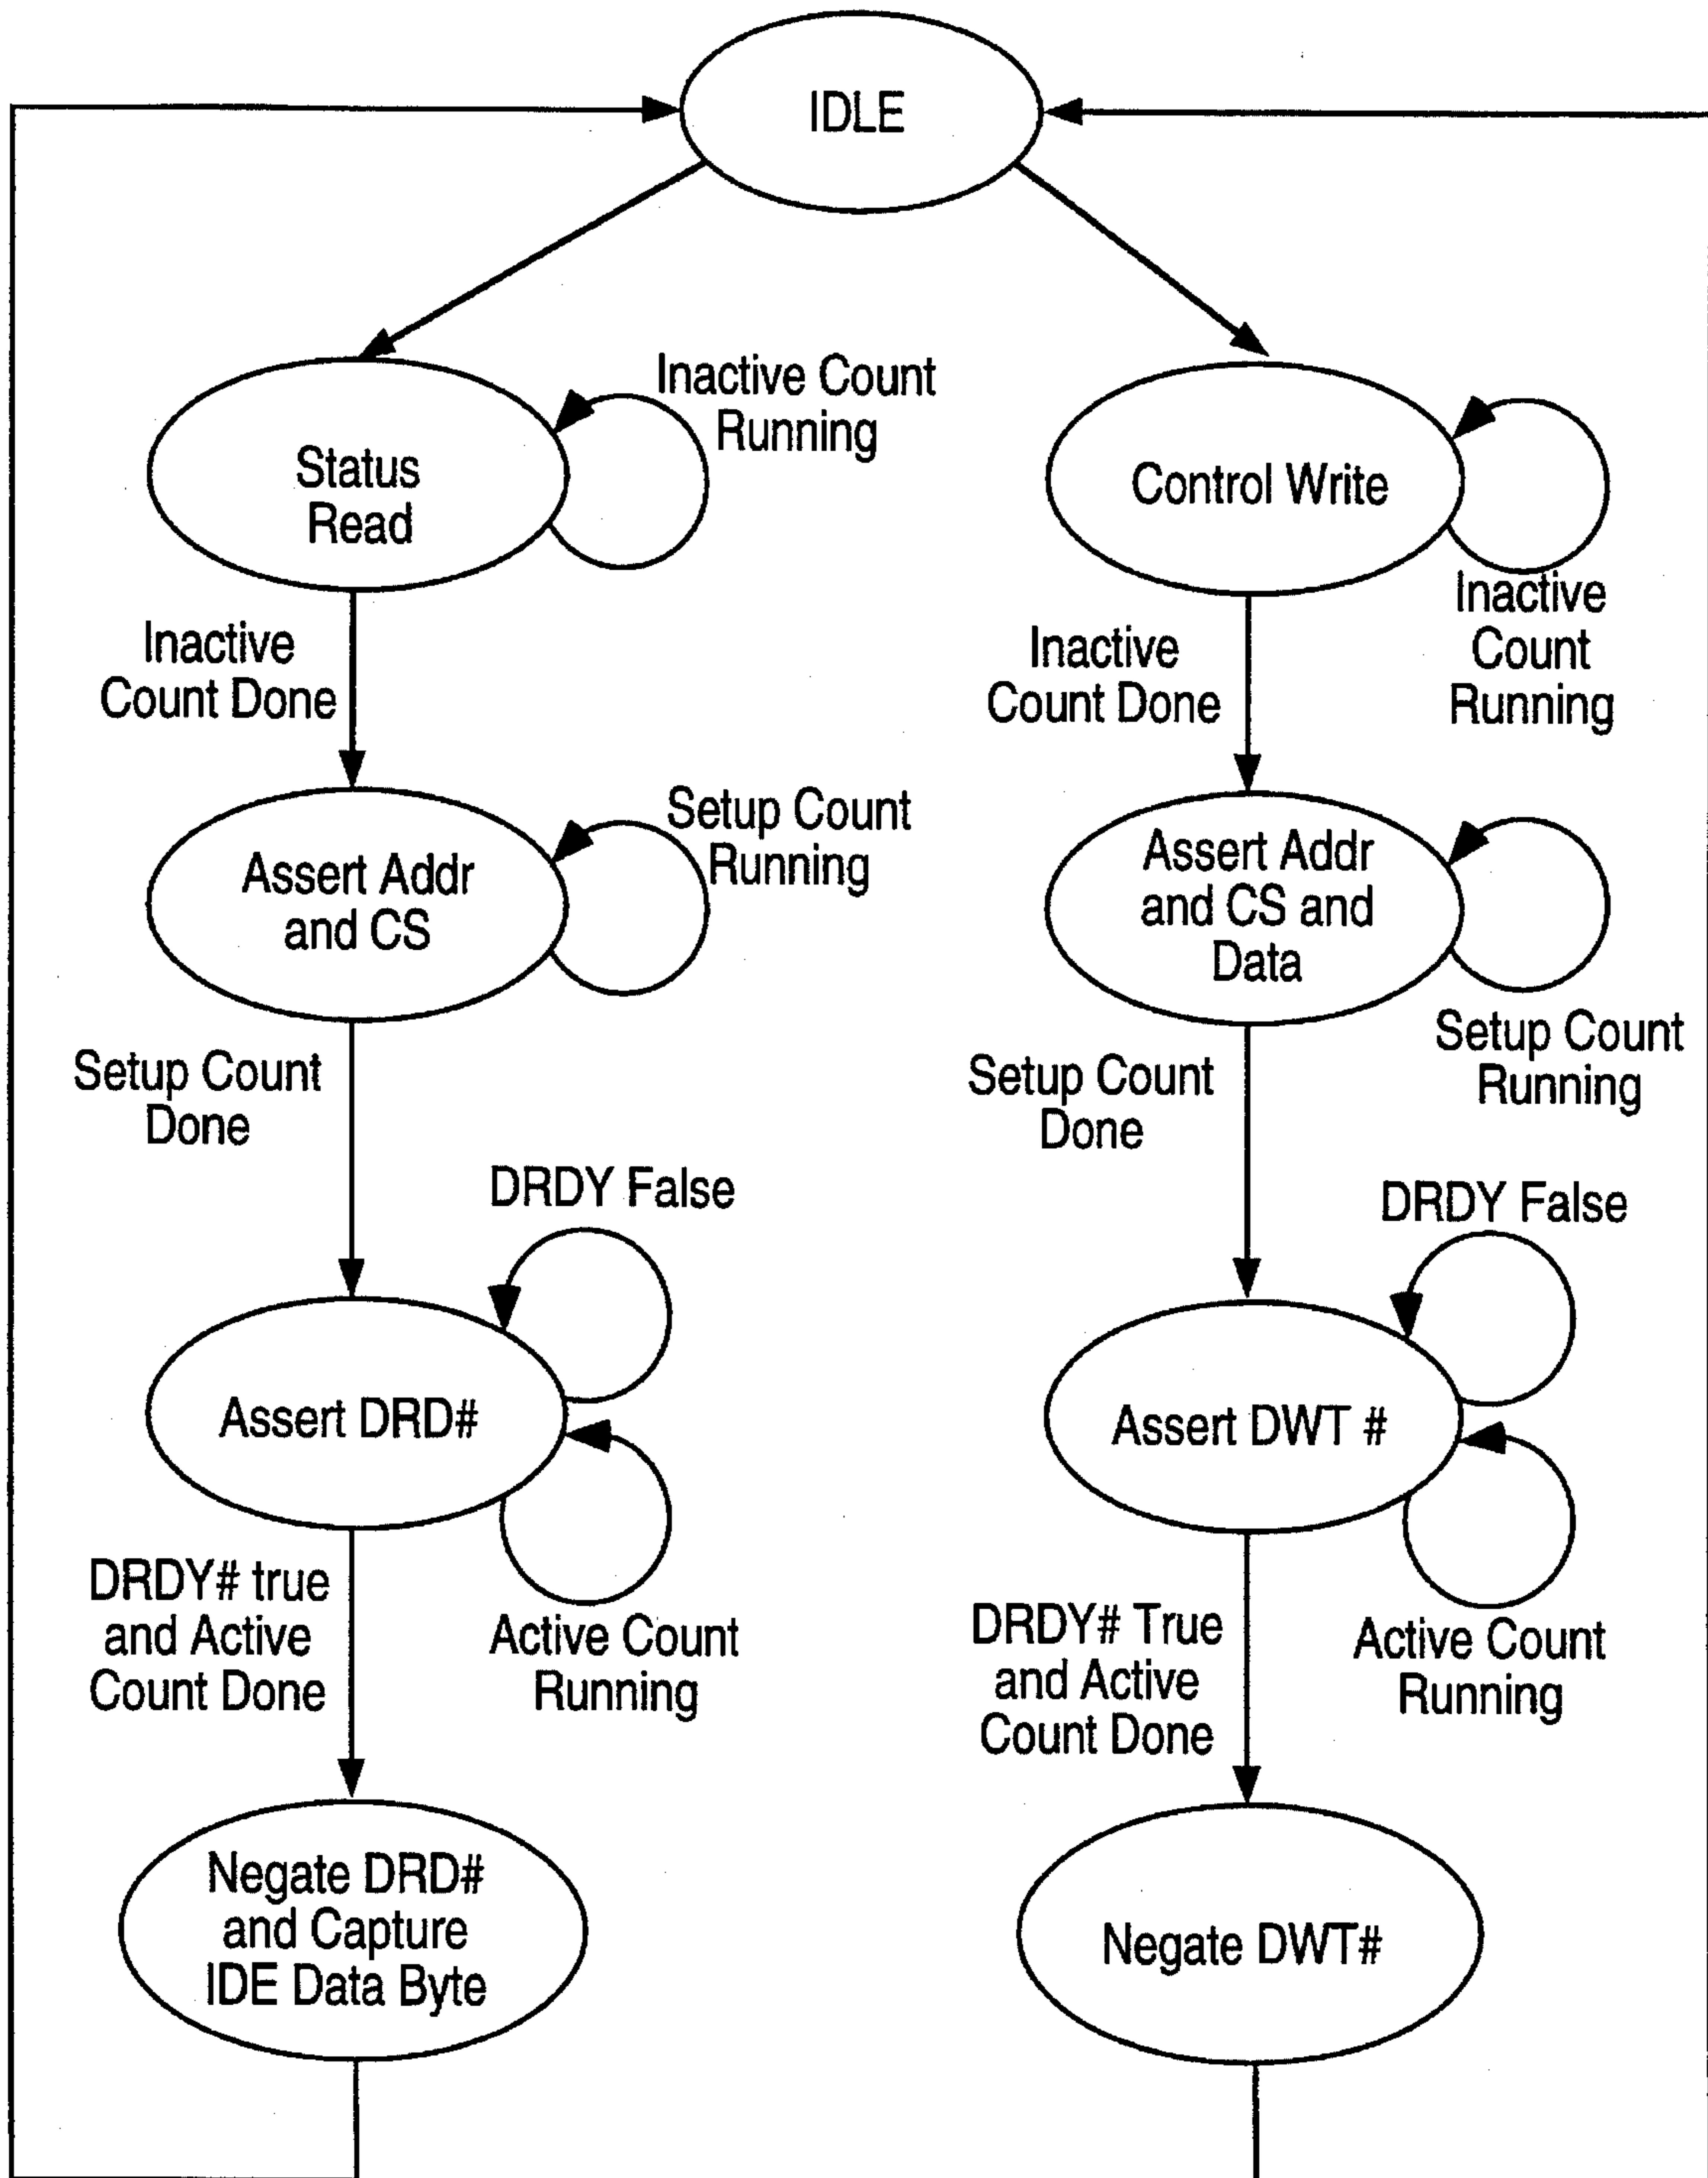 IDLE
Inactive Count
Running
Status
Read
Control Write
Inactive
Count Done
Inactive
Count Done
Inactive
Count
Running
Setup Count
Running
Assert Addr
and CS
Assert Addr
and CS and
Data
Setup Count
Done
Setup Count
Done
Setup Count
Running
DRDY False
DRDY False
Assert DRD#
Assert DWT #
DRDY# true
and Active
Count Done
Active Count
Running
DRDY# True
and Active
Count Done
Active Count
Running
Negate DRD#
and Capture
IDE Data Byte
Negate DWT#